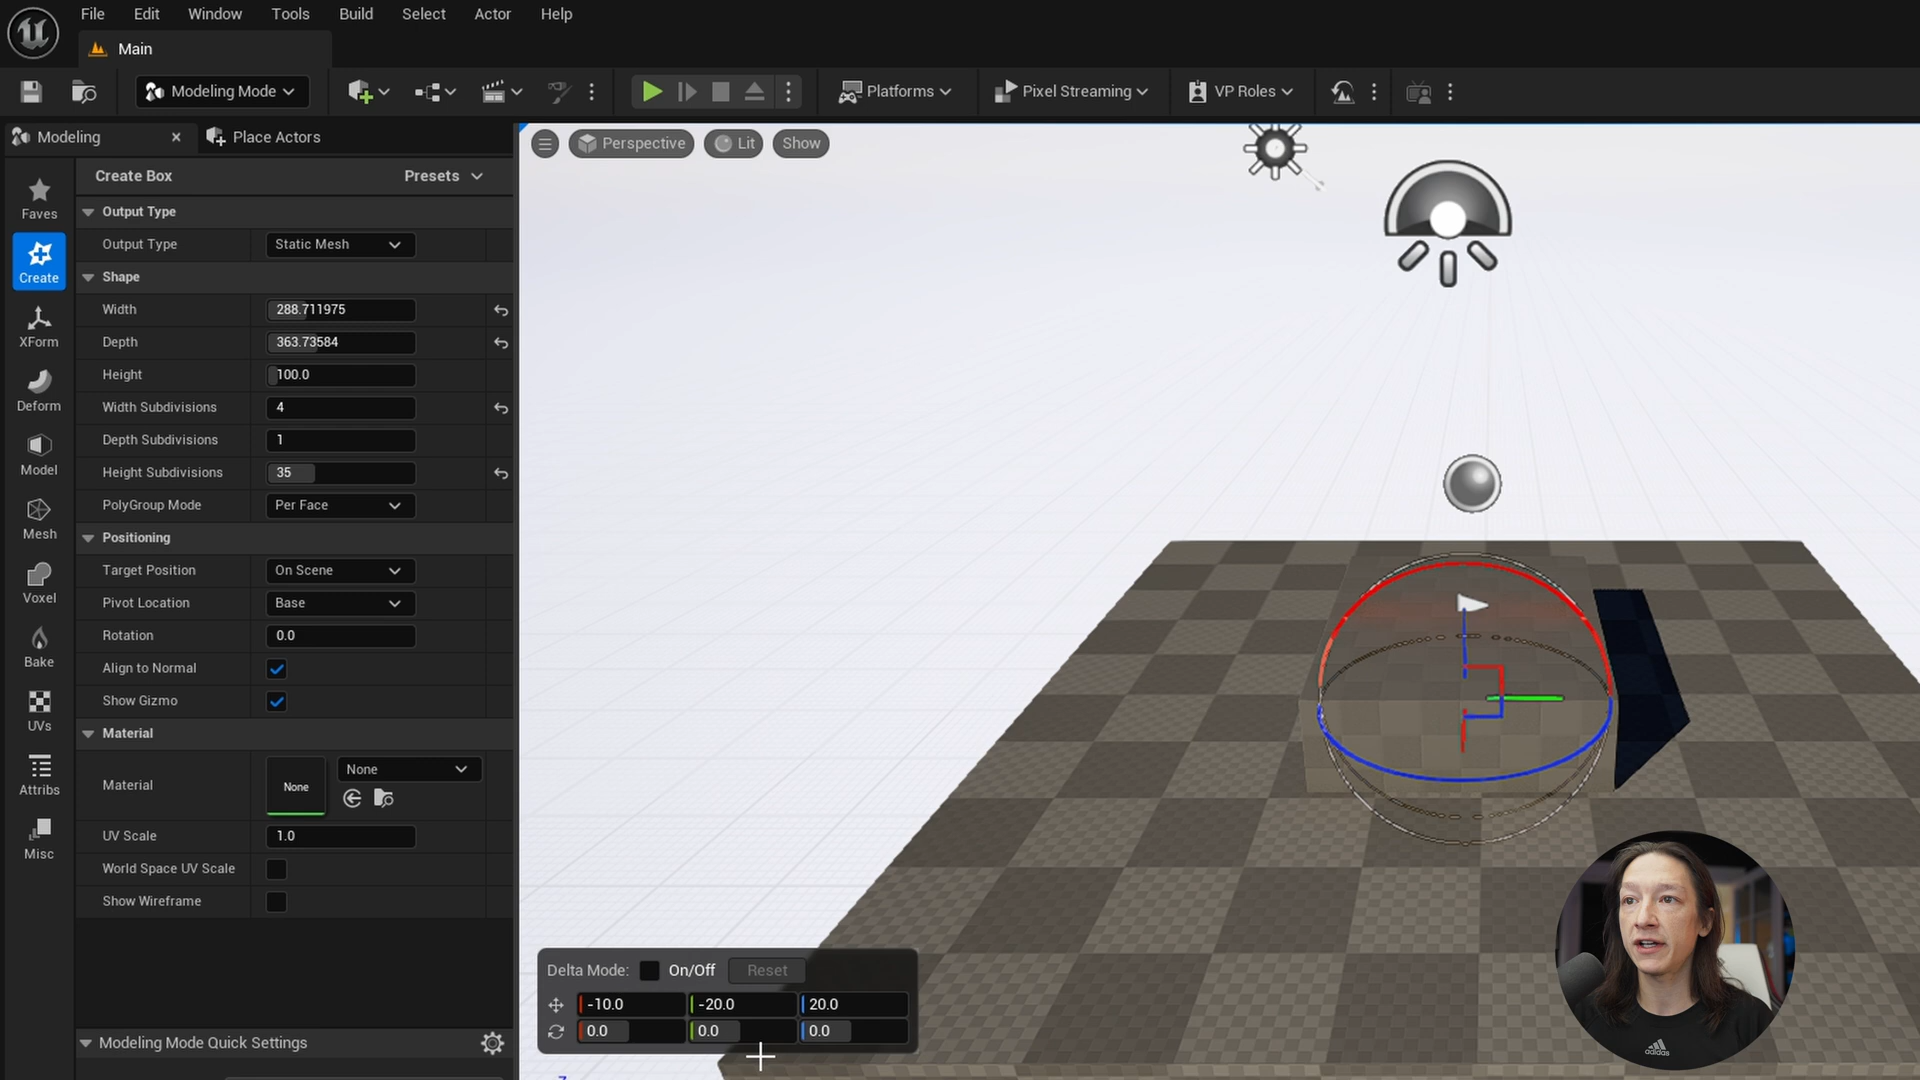 File Edit Window Tools Build Select Actor Help
Main
Modeling Mode Platforms Pixel Streaming VP Roles
Modeling Place Actors
Perspective Lit Show
Create Box Presets
Faves
Create
XForm
Deform
Model
Mesh
Voxel
Bake
UVs
Attribs
Misc
Output Type
Output Type Static Mesh
Shape
Width 288.711975
Depth 363.73584
Height 100.0
Width Subdivisions 4
Depth Subdivisions 1
Height Subdivisions 35
PolyGroup Mode Per Face
Positioning
Target Position On Scene
Pivot Location Base
Rotation 0.0
Align to Normal
Show Gizmo
Material
Material None None
UV Scale 1.0
World Space UV Scale
Show Wireframe
Modeling Mode Quick Settings
Delta Mode: On/Off Reset
-10.0 -20.0 20.0
0.0 0.0 0.0
adidas